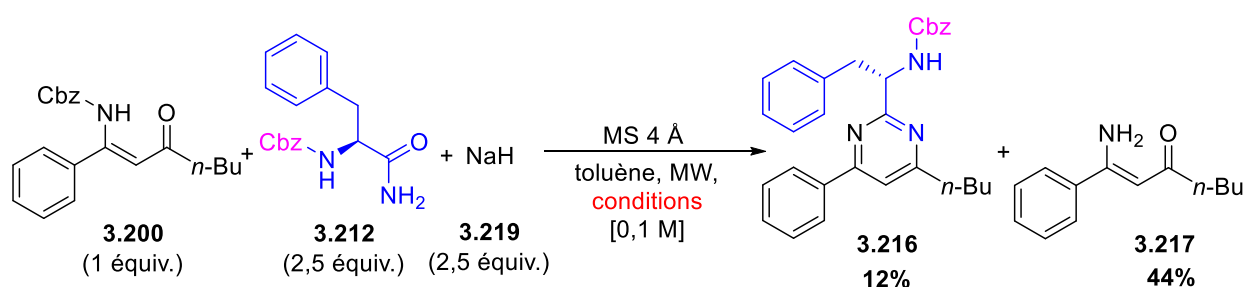 Cbz
NH
O
n-Bu
+
3.200
(1 équiv.)
Cbz
N
H
O
NH2
3.212
(2,5 équiv.)
+ NaH
3.219
(2,5 équiv.)
MS 4 Å
toluène, MW,
conditions
[0,1 M]
Cbz
NH
N
N
n-Bu
3.216
12%
+
NH2
O
n-Bu
3.217
44%